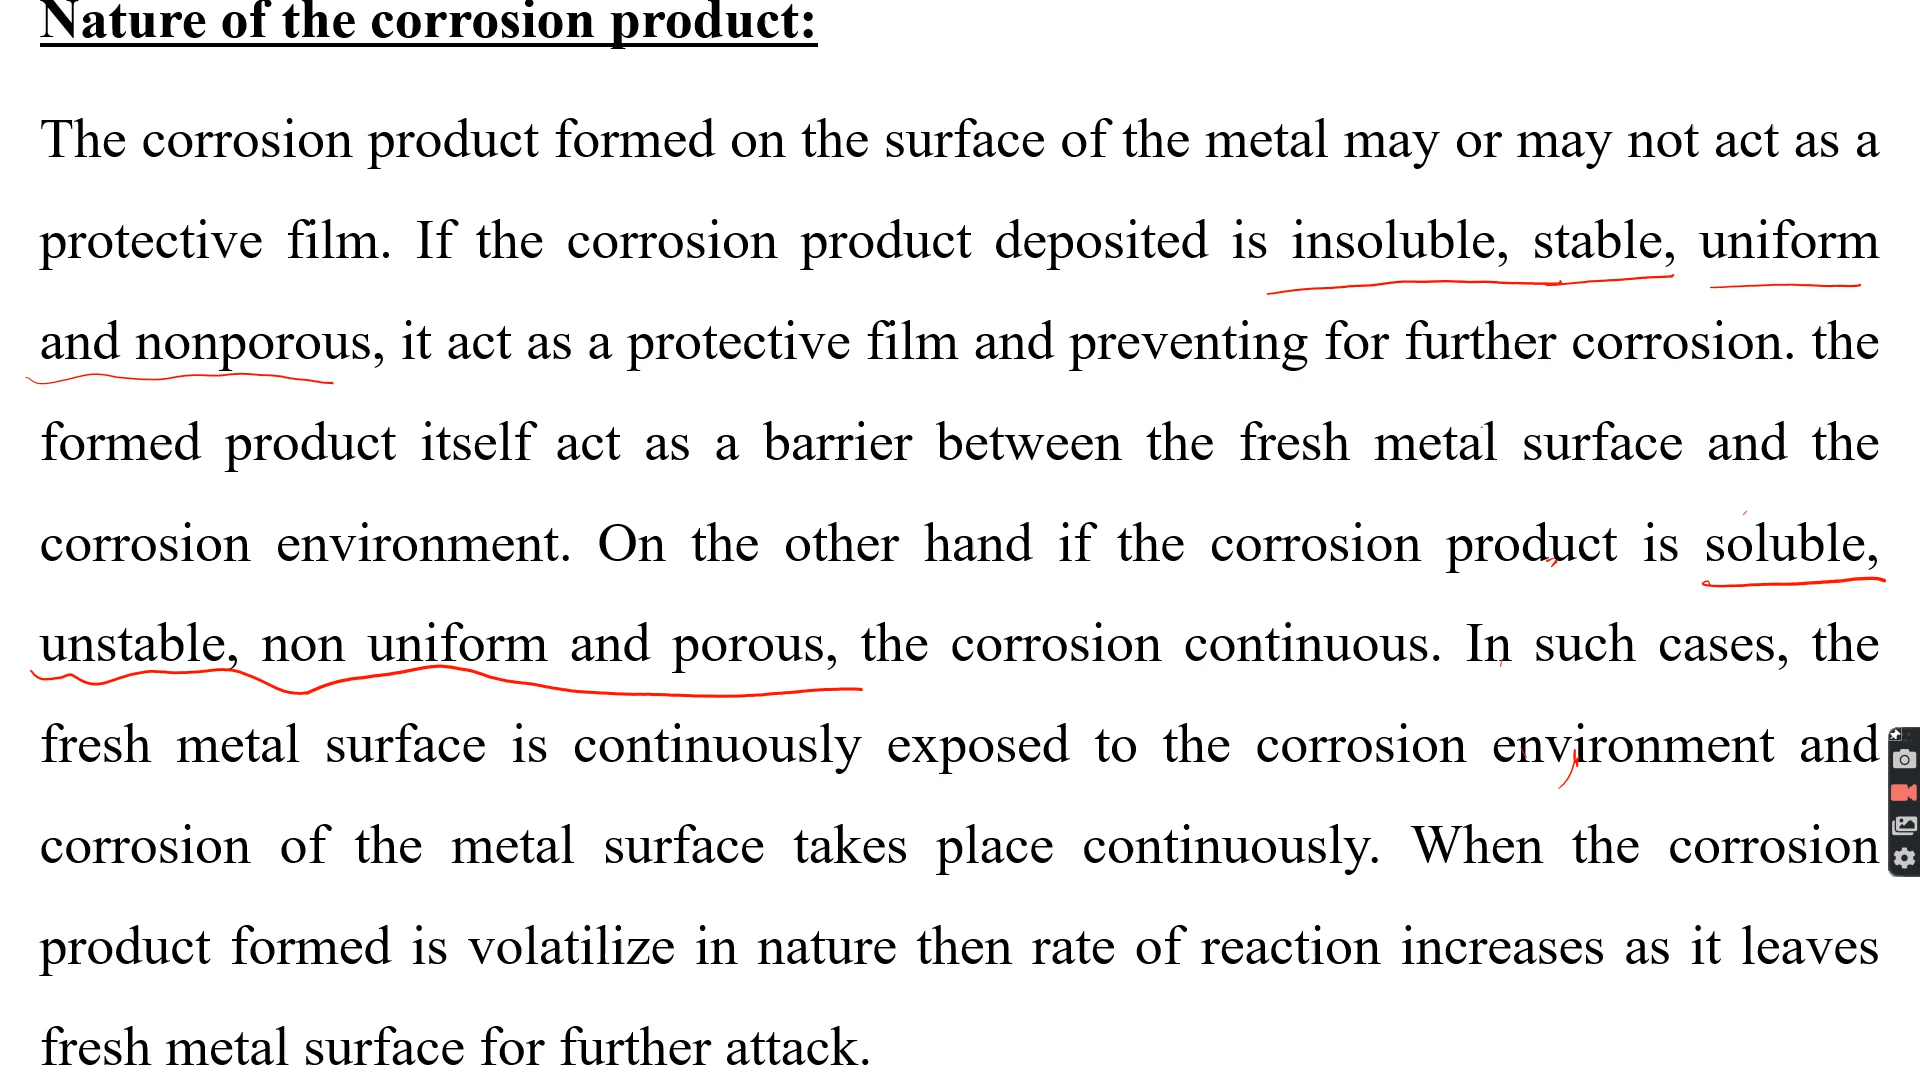 Nature of the corrosion product:
The corrosion product formed on the surface of the metal may or may not act as a
protective film. If the corrosion product deposited is insoluble, stable, uniform
and nonporous, it act as a protective film and preventing for further corrosion. the
formed product itself act as a barrier between the fresh metal surface and the
corrosion environment. On the other hand if the corrosion product is soluble,
unstable, non uniform and porous, the corrosion continuous. In such cases, the
fresh metal surface is continuously exposed to the corrosion environment and
corrosion of the metal surface takes place continuously. When the corrosion
product formed is volatilize in nature then rate of reaction increases as it leaves
fresh metal surface for further attack.